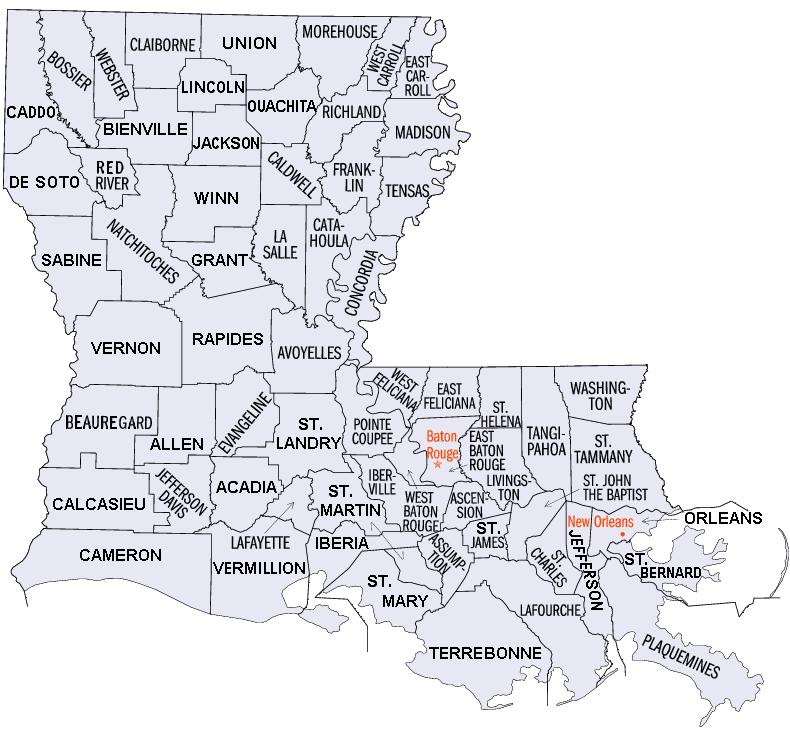 CLAIBORNE
UNION
MOREHOUSE
WEST
CARROLL
EAST
CAR-
ROLL
BOSSIER
WEBSTER
LINCOLN
CADDO
OUACHITA
RICHLAND
BIENVILLE
JACKSON
MADISON
DE SOTO
RED
RIVER
CALDWELL
FRANK-
LIN
TENSAS
WINN
NATCHITOCHES
LA
SALLE
CATA-
HOULA
SABINE
GRANT
CONCORDIA
VERNON
RAPIDES
AVOYELLES
WEST
FELICIANA
EAST
FELICIANA
ST.
HELENA
WASHING-
TON
BEAUREGARD
ALLEN
EVANGELINE
ST.
LANDRY
POINTE
COUPEE
Baton
Rouge
EAST
BATON
ROUGE
TANGI-
PAHOA
ST.
TAMMANY
CALCASIEU
JEFFERSON
DAVIS
ACADIA
ST.
MARTIN
IBER-
VILLE
WEST
BATON
ROUGE
ASCEN-
SION
LIVINGS-
TON
ST. JOHN
THE BAPTIST
New Orleans
ORLEANS
CAMERON
LAFAYETTE
VERMILLION
IBERIA
ASSUMP-
TION
ST.
JAMES
ST.
CHARLES
JEFFERSON
ST.
BERNARD
ST.
MARY
LAFOURCHE
TERREBONNE
PLAQUEMINES